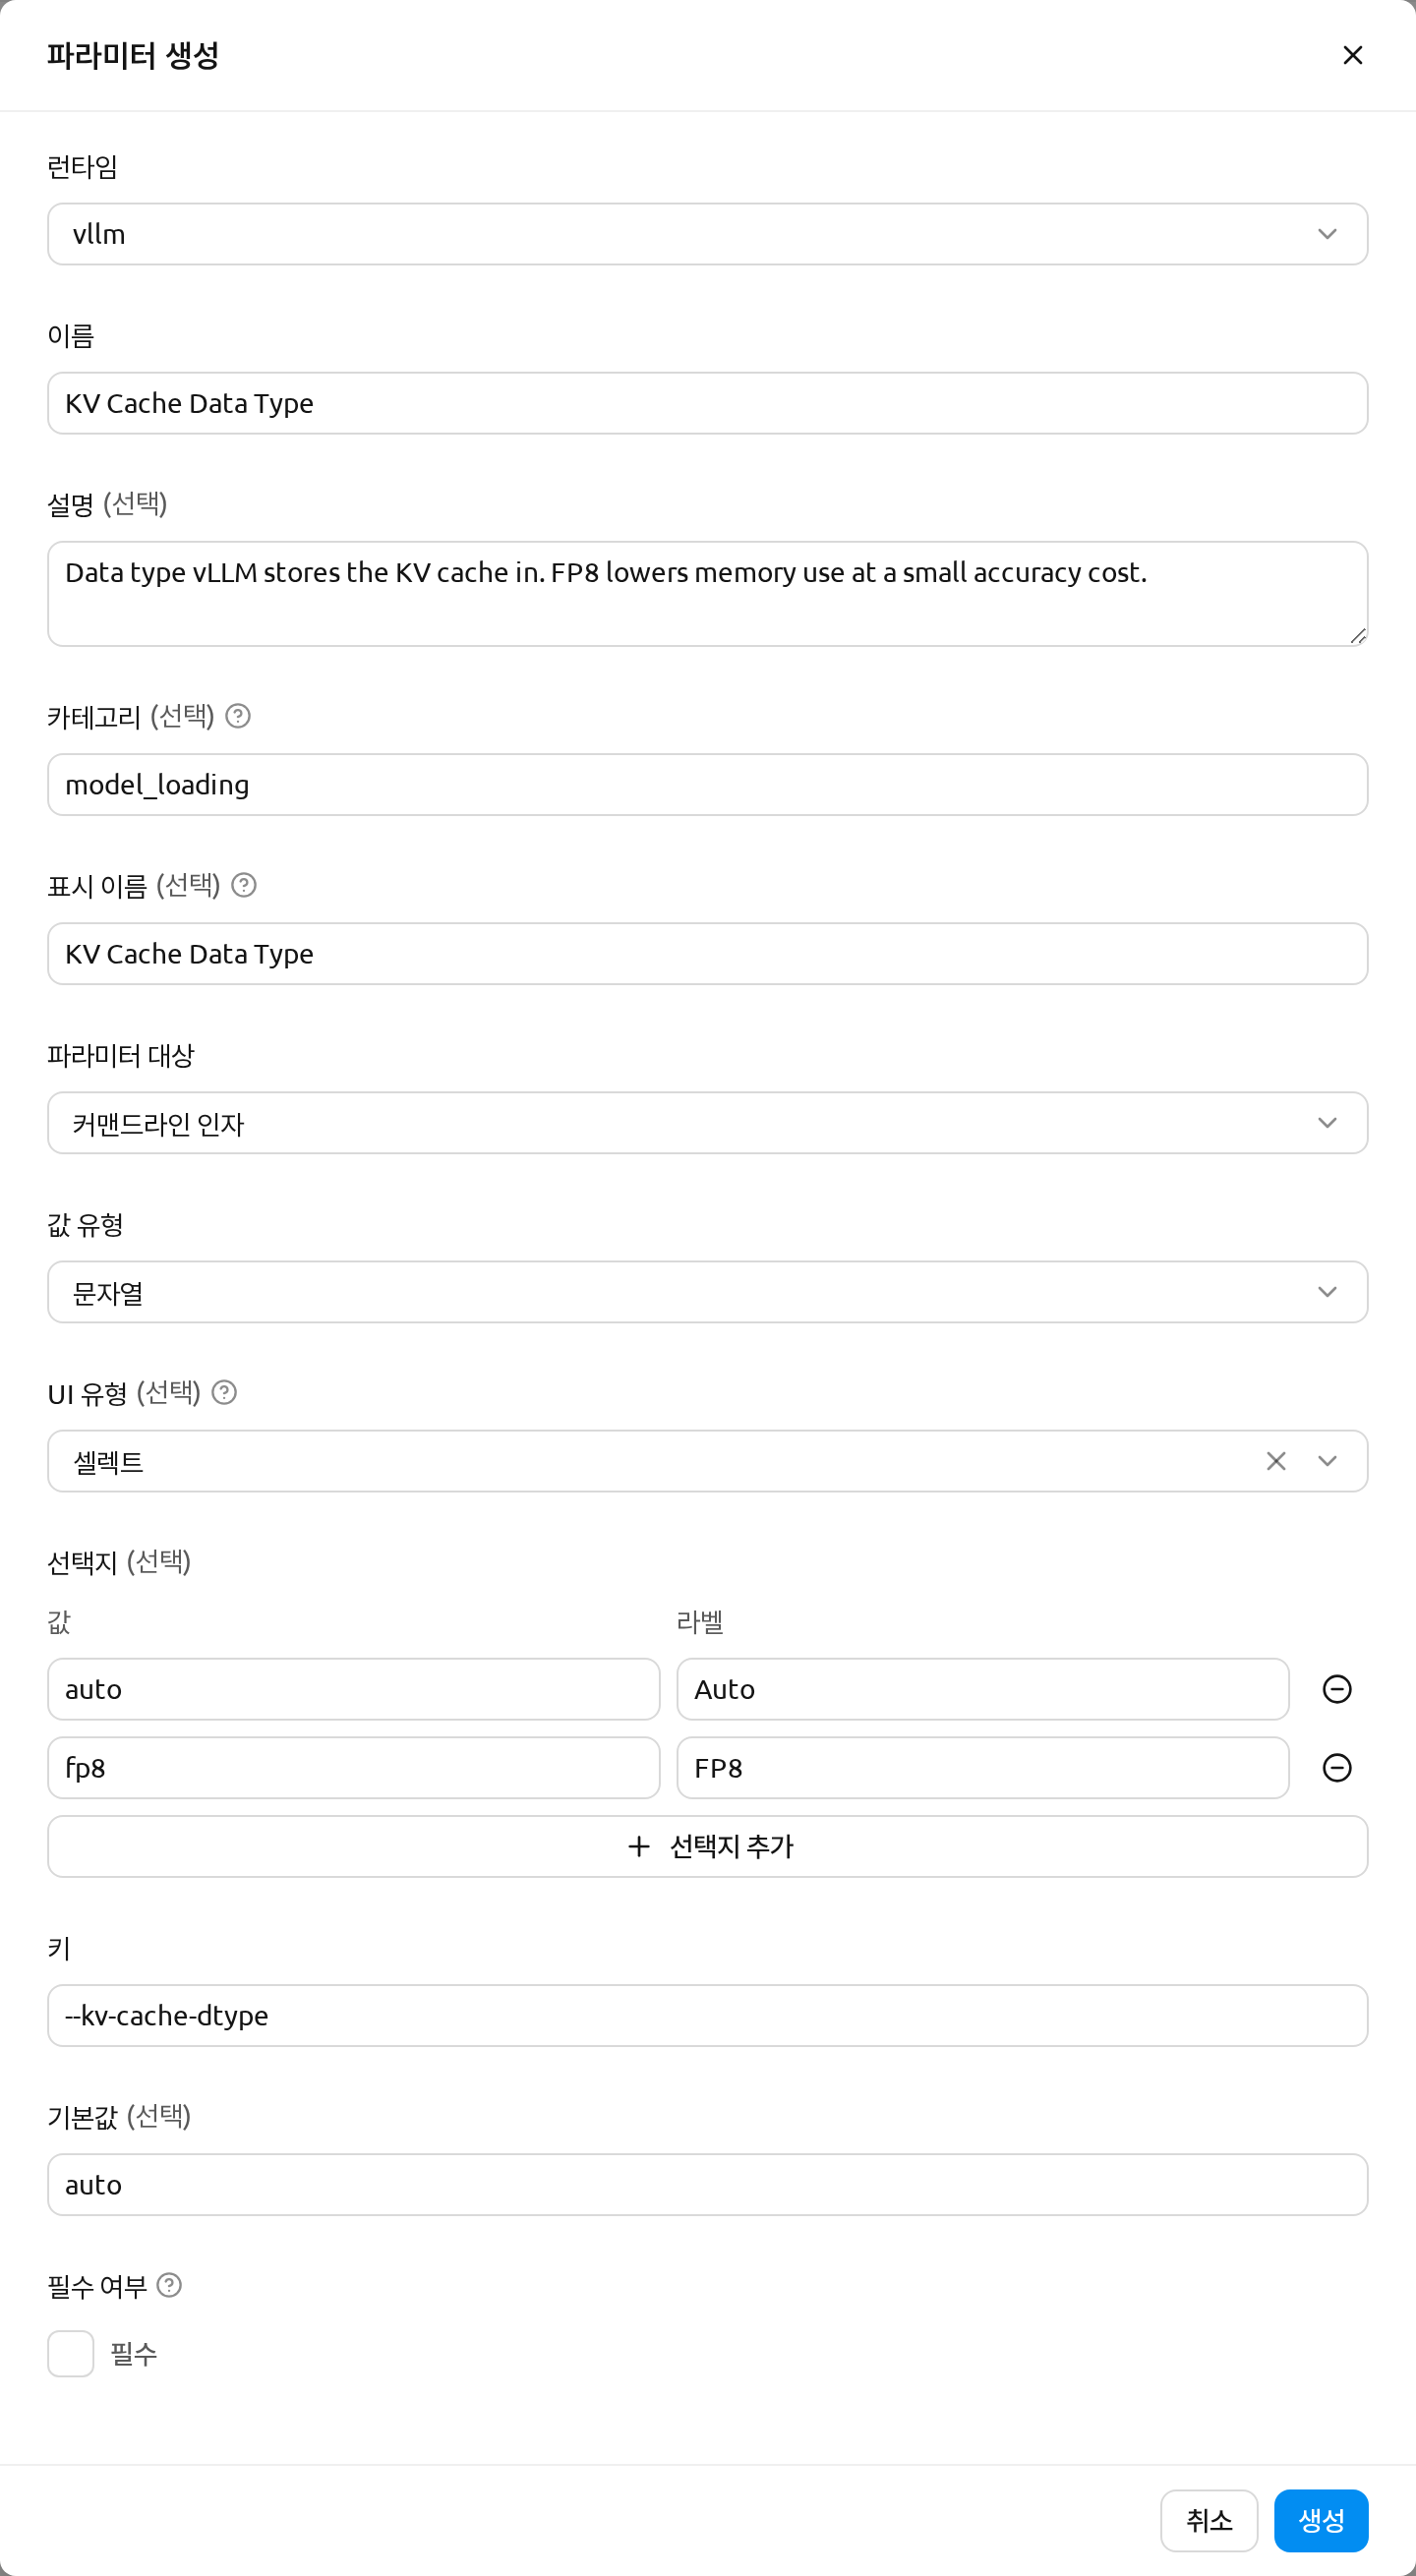 파라미터 생성
런타임
vllm
이름
KV Cache Data Type
설명 (선택)
Data type vLLM stores the KV cache in. FP8 lowers memory use at a small accuracy cost.
카테고리 (선택)
model_loading
표시 이름 (선택)
KV Cache Data Type
파라미터 대상
커맨드라인 인자
값 유형
문자열
UI 유형 (선택)
셀렉트
선택지 (선택)
값 라벨
auto Auto
fp8 FP8
+ 선택지 추가
키
--kv-cache-dtype
기본값 (선택)
auto
필수 여부
필수
취소 생성